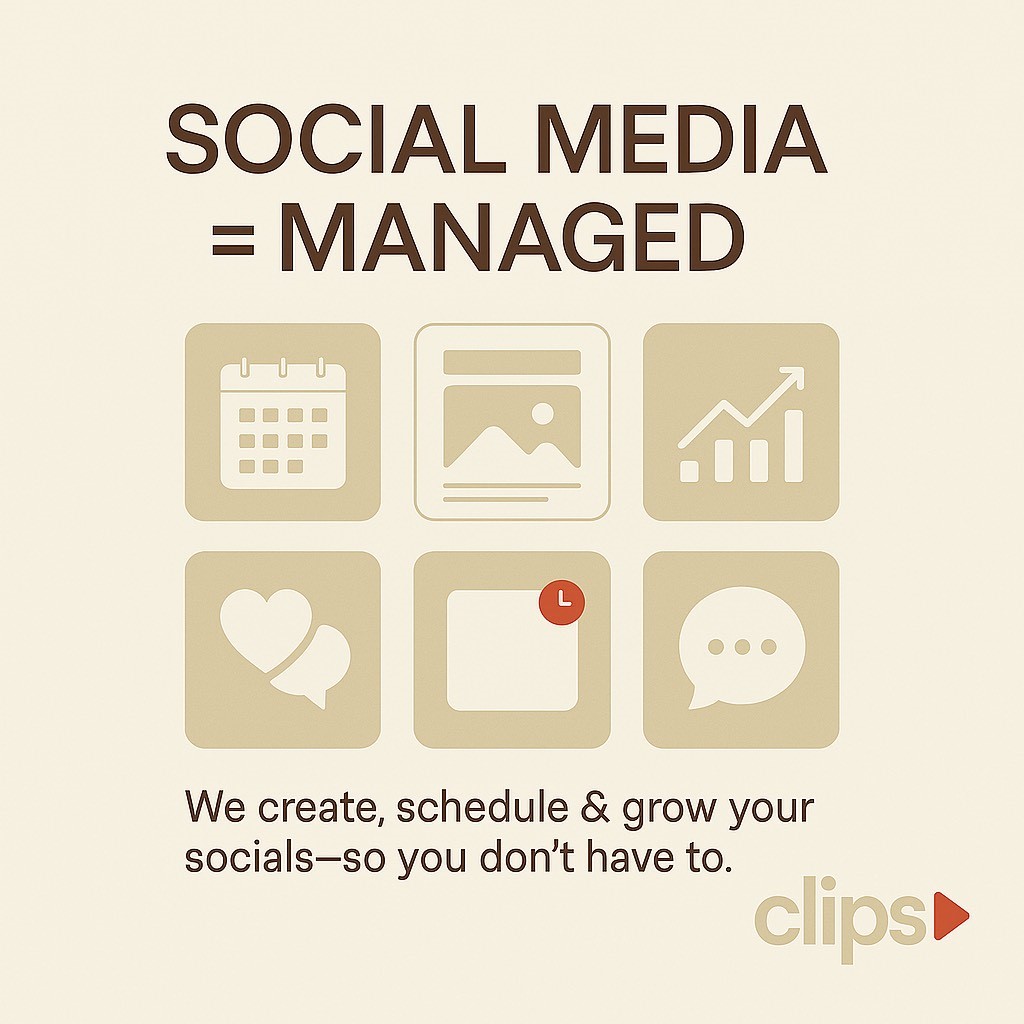 SOCIAL MEDIA
= MANAGED
We create, schedule & grow your
socials—so you don’t have to.
clips